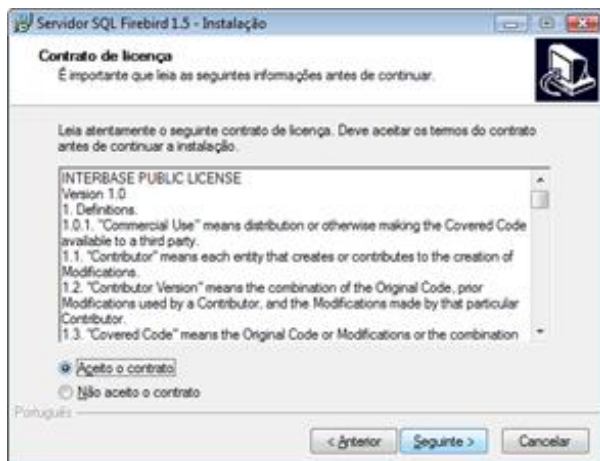 Servidor SQL Firebird 1.5 - Instalação
Contrato de licença
É importante que leia as seguintes informações antes de continuar.
Leia atentamente o seguinte contrato de licença. Deve aceitar os termos do contrato
antes de continuar a instalação.
INTERBASE PUBLIC LICENSE
Version 1.0
1. Definitions.
1.0.1. "Commercial Use" means distribution or otherwise making the Covered Code
available to a third party.
1.1. "Contributor" means each entity that creates or contributes to the creation of
Modifications.
1.2. "Contributor Version" means the combination of the Original Code, prior
Modifications used by a Contributor, and the Modifications made by that particular
Contributor.
1.3. "Covered Code" means the Original Code or Modifications or the combination
Aceito o contrato
Não aceito o contrato
Português
< Anterior
Seguinte >
Cancelar